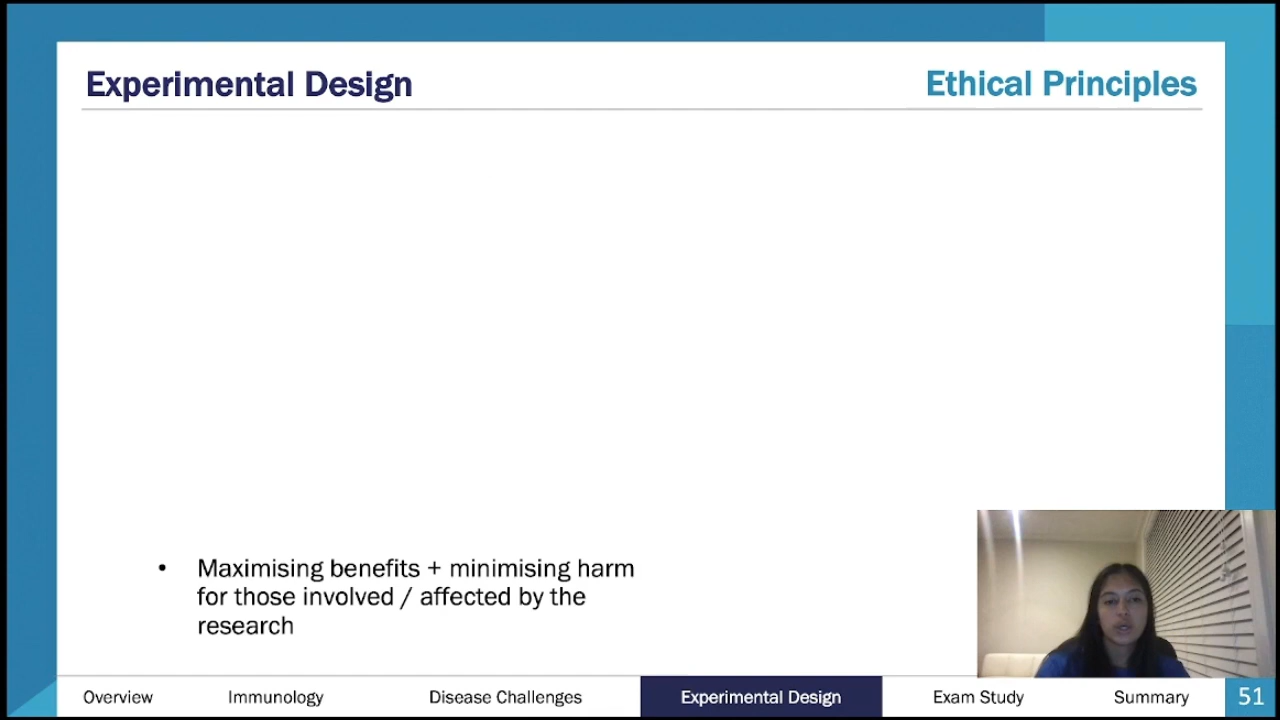 Experimental Design
Ethical Principles
• Maximising benefits + minimising harm
for those involved / affected by the
research
Overview
Immunology
Disease Challenges
Experimental Design
Exam Study
Summary
51